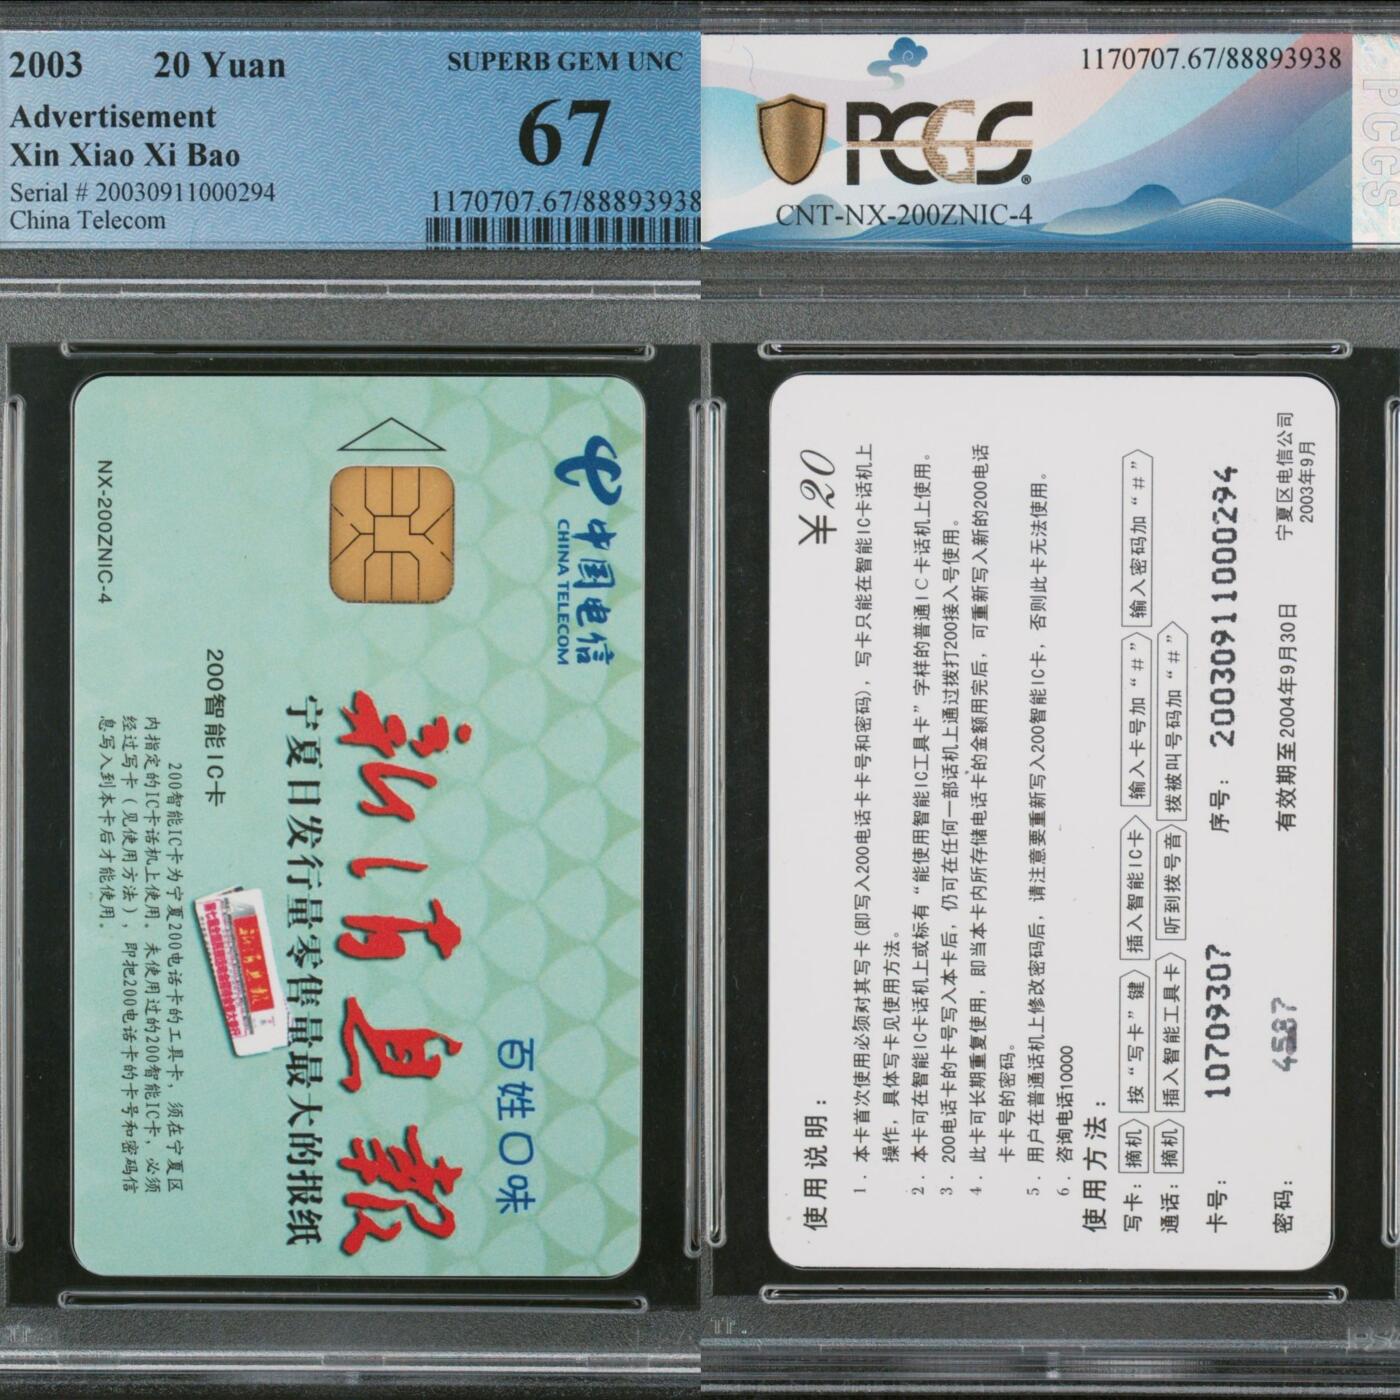 2003 20 Yuan SUPERB GEM UNC
Advertisement 67
Xin Xiao Xi Bao
Serial # 20030911000294
China Telecom
1170707.67/88893938
1170707.67/88893938
PCGS
CNT-NX-200ZNIC-4
PCGS
中国电信
CHINA TELECOM
百姓口味
新消息报
宁夏日发行量零售量最大的报纸
200智能IC卡
200智能IC卡为宁夏200电话卡的工具卡，须在宁夏区
内指定的IC卡话机上使用。未使用过的200智能IC卡，必须
经过写卡（见使用方法），即把200电话卡的卡号和密码信
息写入到本卡后才能使用。
NX-200ZNIC-4
¥20
使用说明：
1．本卡首次使用必须对其写卡(即写入200电话卡卡号和密码)，写卡只能在智能IC卡话机上
操作，具体写卡见使用方法。
2．本卡可在智能IC卡话机上或标有“能使用智能IC工具卡”字样的普通IC卡话机上使用。
3．200电话卡的卡号写入本卡后，仍可在任何一部话机上通过拨打200接入号使用。
4．此卡可长期重复使用，即当本卡内所存储电话卡的金额用完后，可重新写入新的200电话
卡卡号的密码。
5．用户在普通话机上修改密码后，请注意要重新写入200智能IC卡，否则此卡无法使用。
6．咨询电话10000
使用方法：
写卡：摘机 按“写卡”键 插入智能IC卡 输入卡号加“#” 输入密码加“#”
通话：摘机 插入智能工具卡 听到拨号音 拨被叫号码加“#”
卡号：10709307 序号：20030911000294
密码：4587 有效期至2004年9月30日 宁夏区电信公司
2003年9月